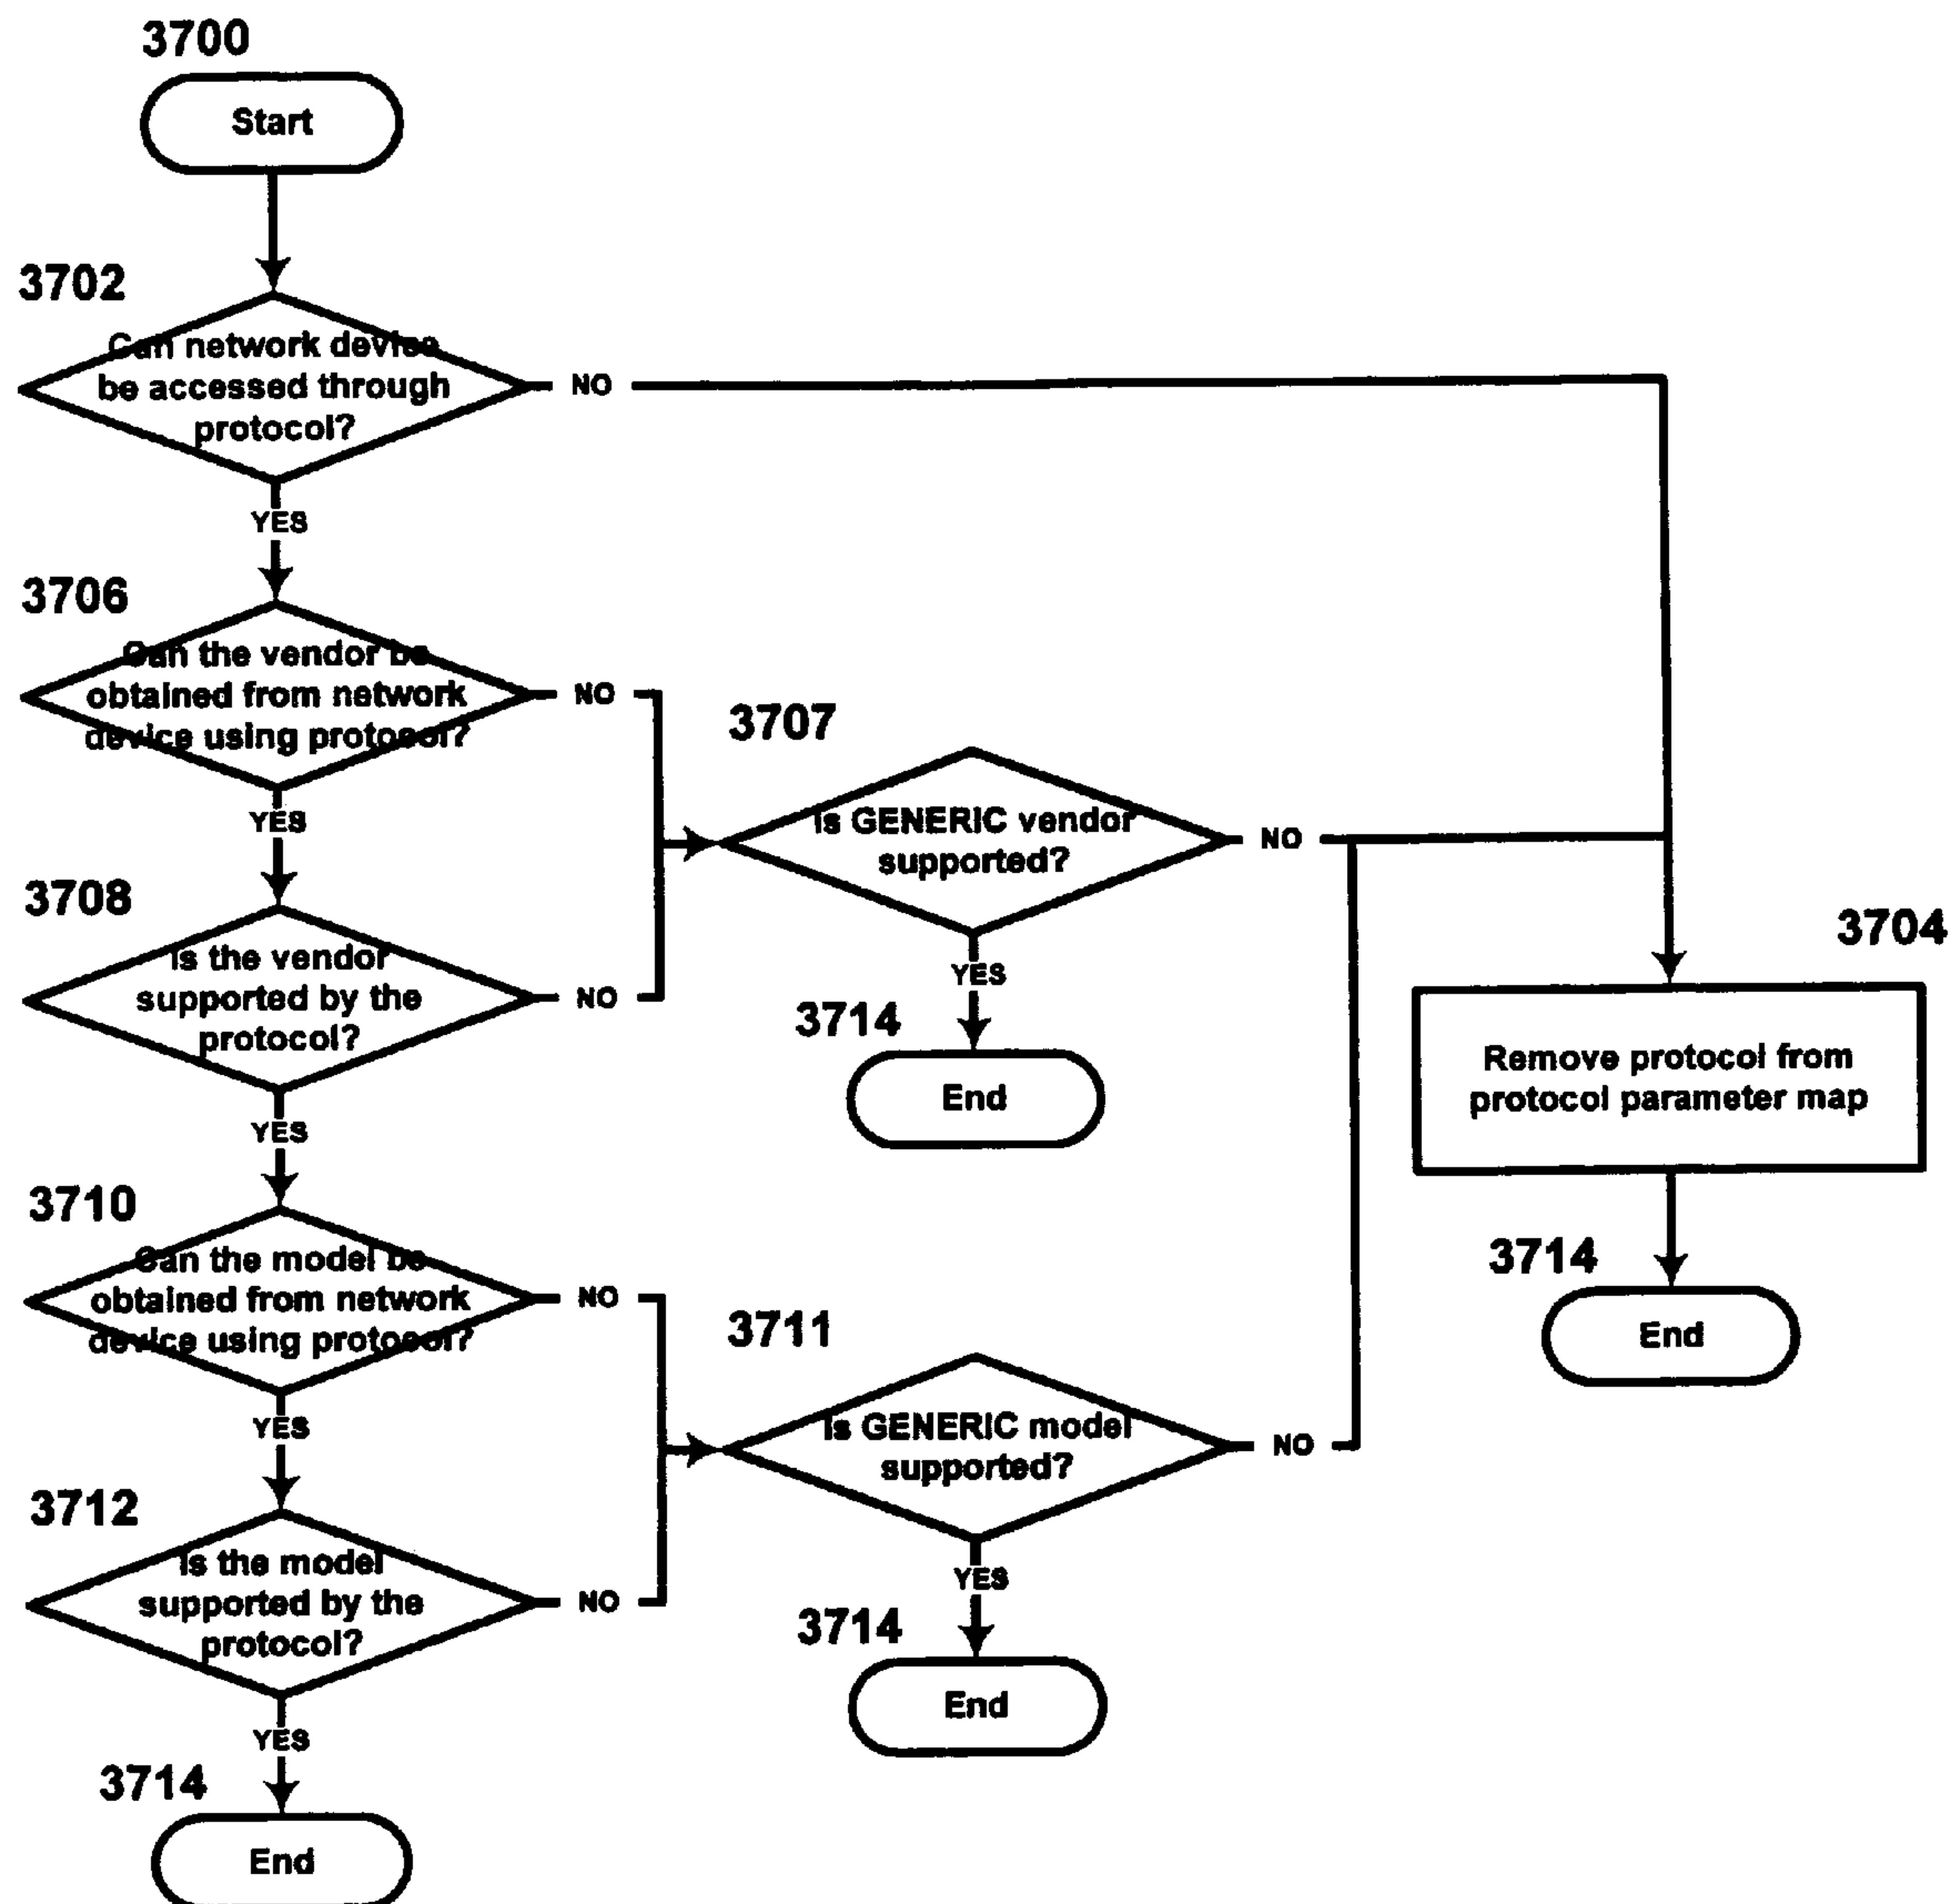 3700
Start
3702
Can network device
be accessed through
protocol?
NO
YES
3706
Can the vendor be
obtained from network
device using protocol?
NO
YES
3707
Is GENERIC vendor
supported?
NO
YES
3714
End
3708
Is the vendor
supported by the
protocol?
NO
YES
3704
Remove protocol from
protocol parameter map
3714
End
3710
Can the model be
obtained from network
device using protocol?
NO
YES
3711
Is GENERIC model
supported?
NO
YES
3714
End
3712
Is the model
supported by the
protocol?
NO
YES
3714
End